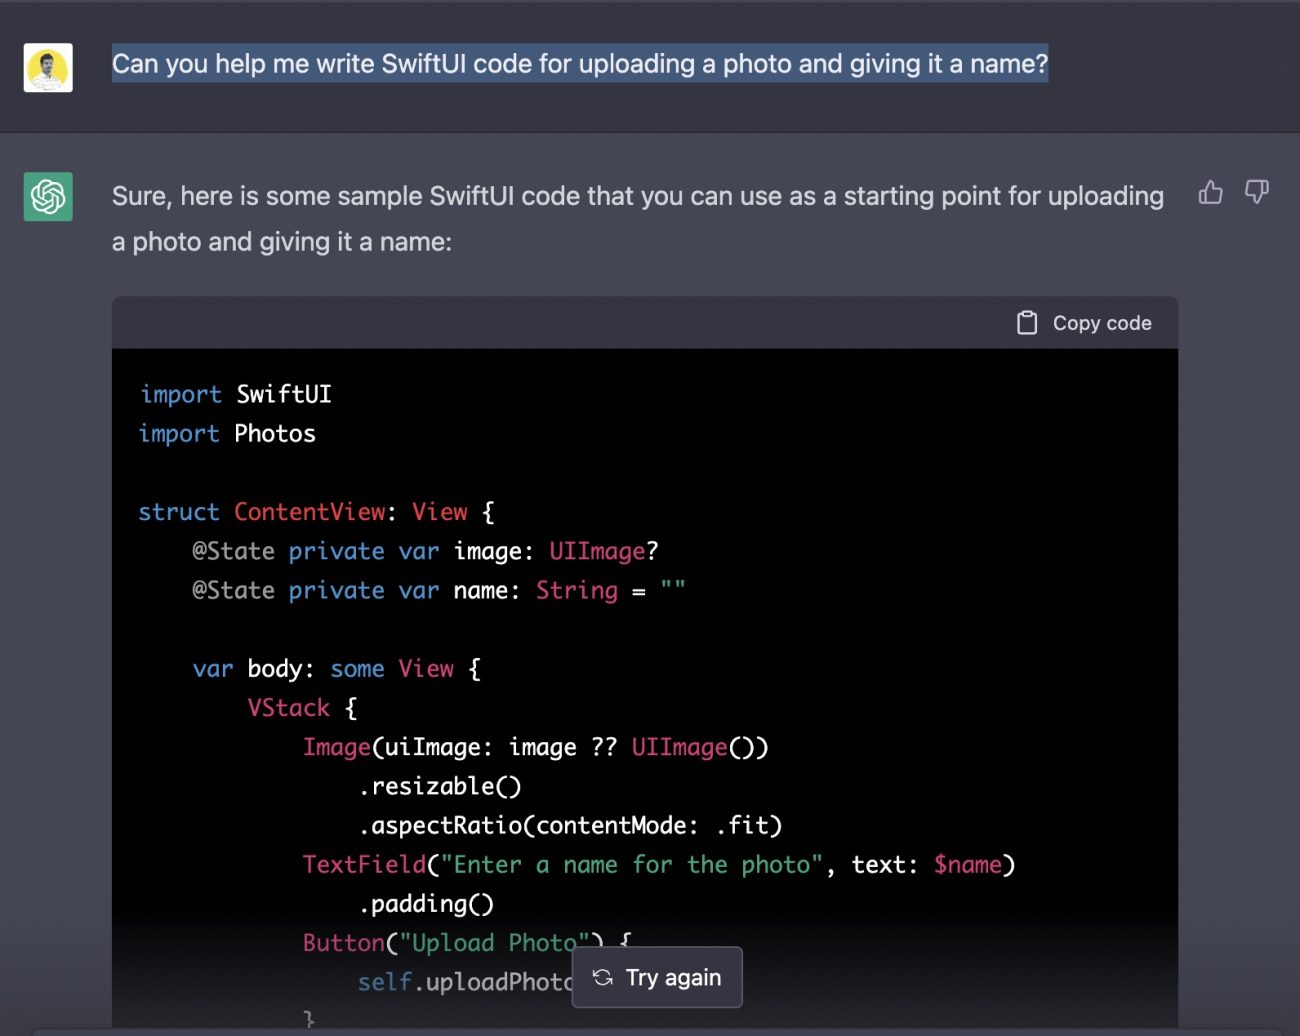 Can you help me write SwiftUI code for uploading a photo and giving it a name?
Sure, here is some sample SwiftUI code that you can use as a starting point for uploading
a photo and giving it a name:
Copy code
import SwiftUI
import Photos
struct ContentView: View {
@State private var image: UIImage?
@State private var name: String = ""
var body: some View {
VStack {
Image(uiImage: image ?? UIImage())
.resizable()
.aspectRatio(contentMode: .fit)
TextField("Enter a name for the photo", text: $name)
.padding()
Button("Upload Photo") {
self.uploadPhoto
Try again
}